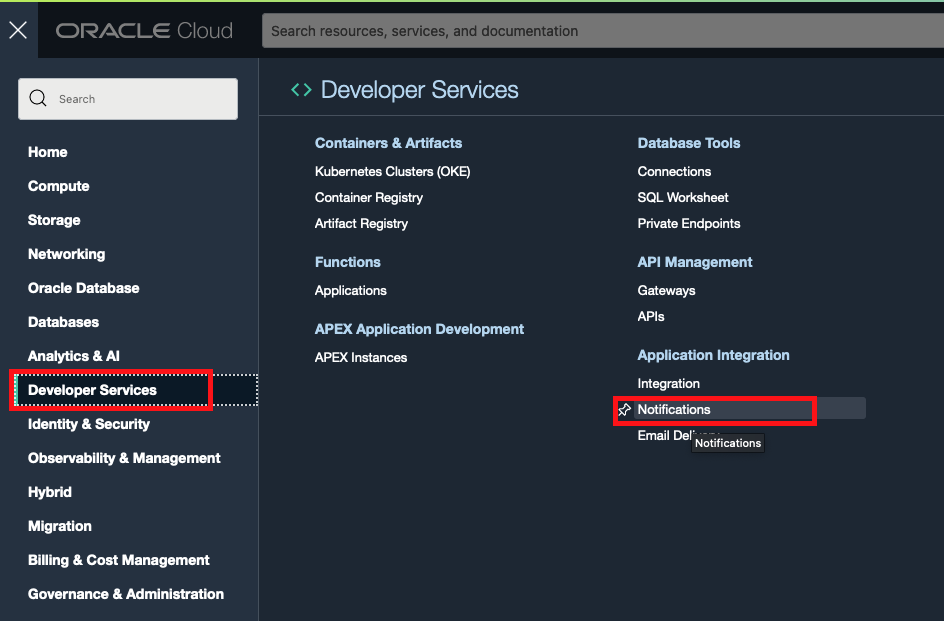 ORACLE Cloud
Search resources, services, and documentation
Search
Home
Compute
Storage
Networking
Oracle Database
Databases
Analytics & AI
Developer Services
Identity & Security
Observability & Management
Hybrid
Migration
Billing & Cost Management
Governance & Administration
Developer Services
Containers & Artifacts
Kubernetes Clusters (OKE)
Container Registry
Artifact Registry
Functions
Applications
APEX Application Development
APEX Instances
Database Tools
Connections
SQL Worksheet
Private Endpoints
API Management
Gateways
APIs
Application Integration
Integration
Notifications
Email
Notifications